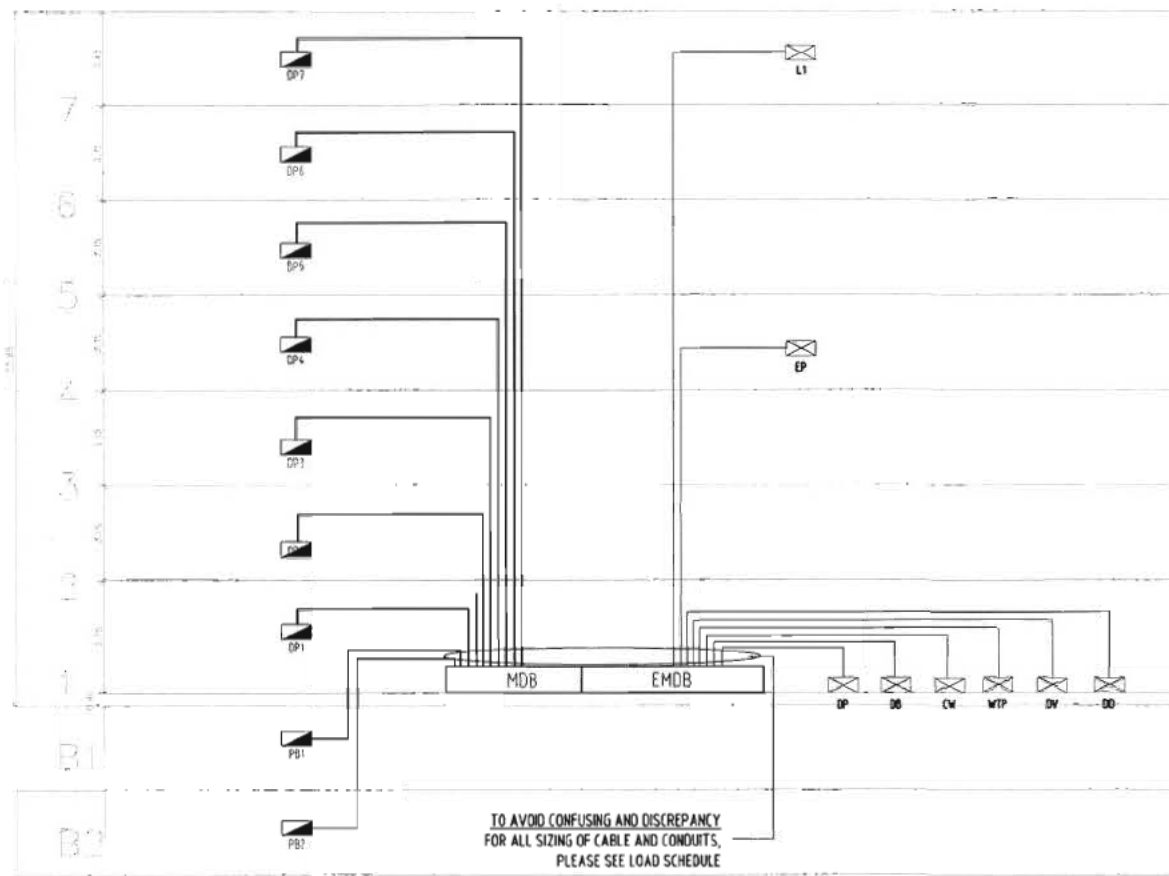 DP7
L1
7
DP6
6
DP5
5
DP4
EP
4
DP3
3
2
DP1
1
MDB
EMDB
DP
DB
CW
WTP
DV
DD
B1
PB1
B2
PB2
TO AVOID CONFUSING AND DISCREPANCY
FOR ALL SIZING OF CABLE AND CONDUITS,
PLEASE SEE LOAD SCHEDULE